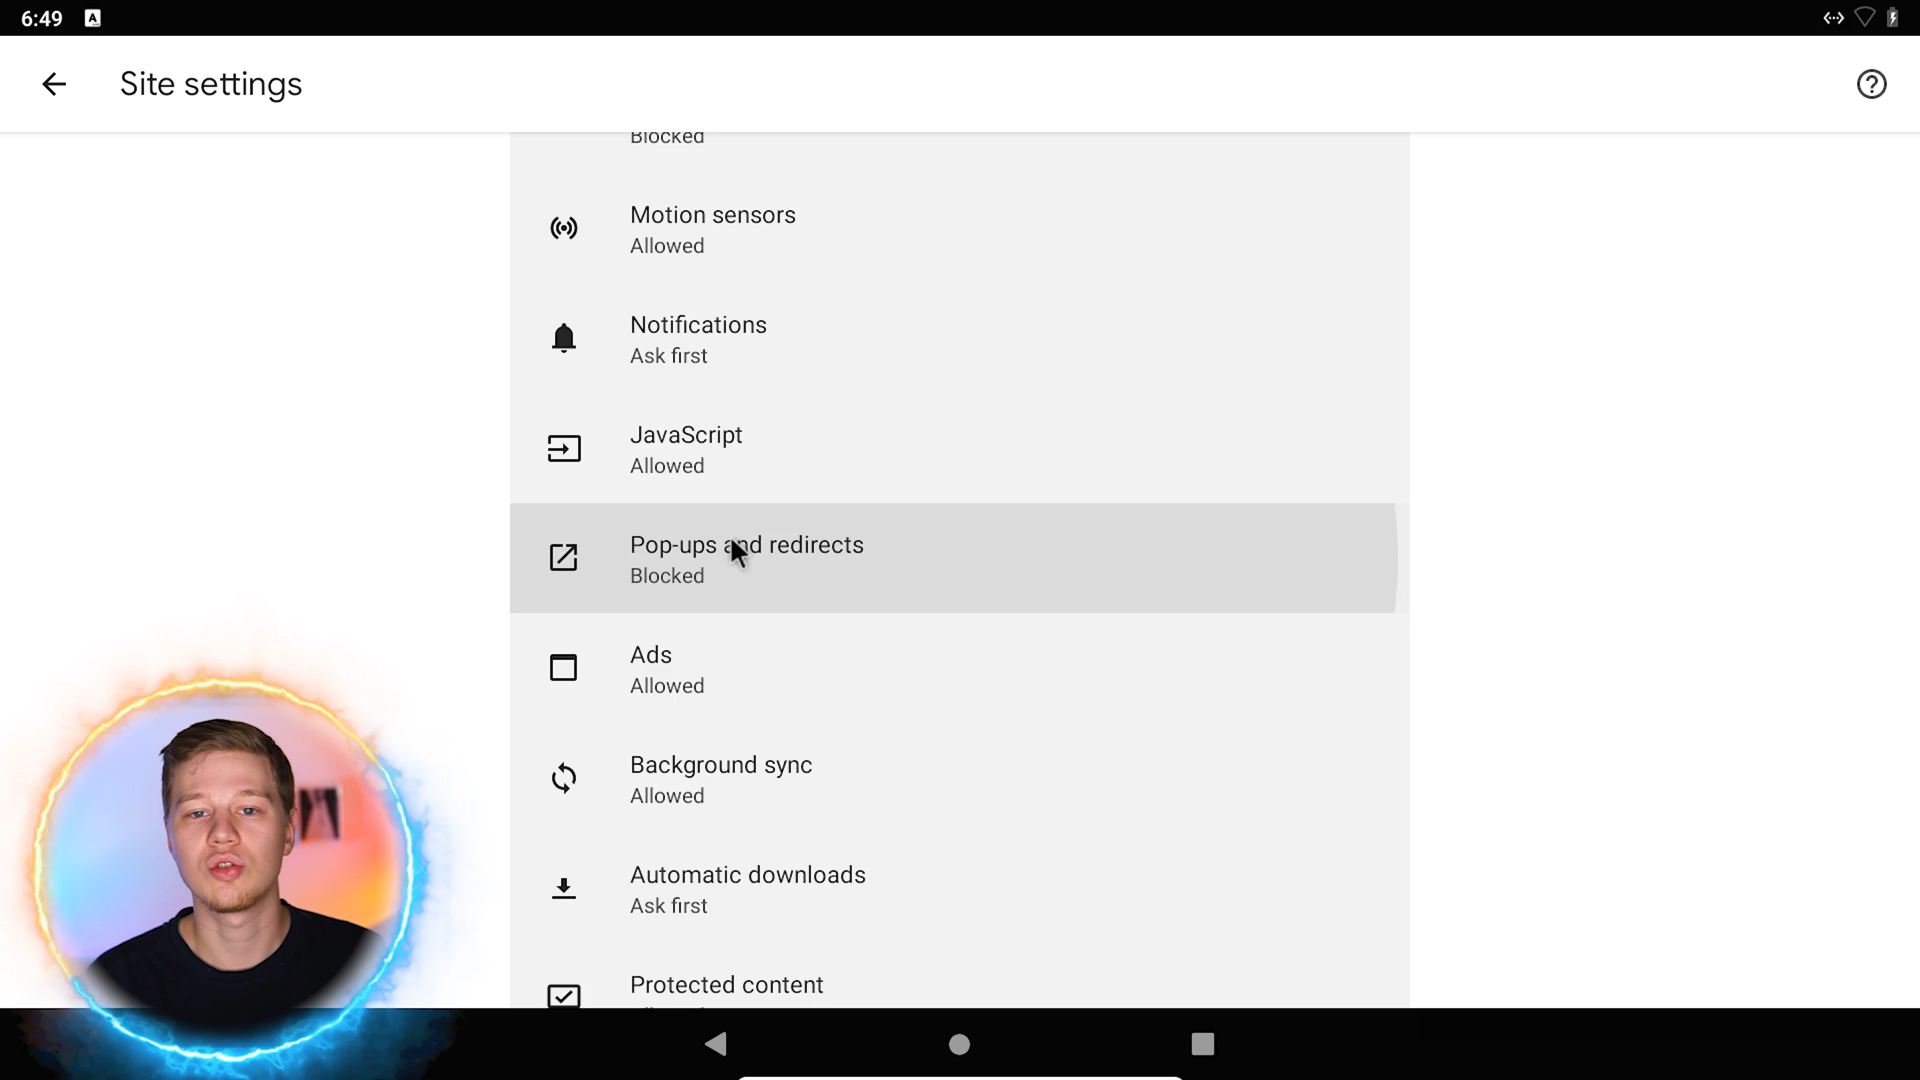 6:49
A
Site settings
Blocked
Motion sensors
Allowed
Notifications
Ask first
JavaScript
Allowed
Pop-ups and redirects
Blocked
Ads
Allowed
Background sync
Allowed
Automatic downloads
Ask first
Protected content